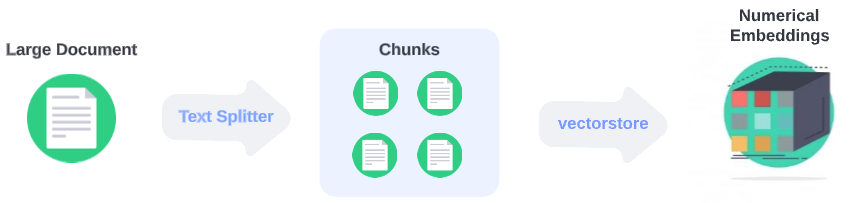 Large Document
Text Splitter
Chunks
vectorstore
Numerical
Embeddings